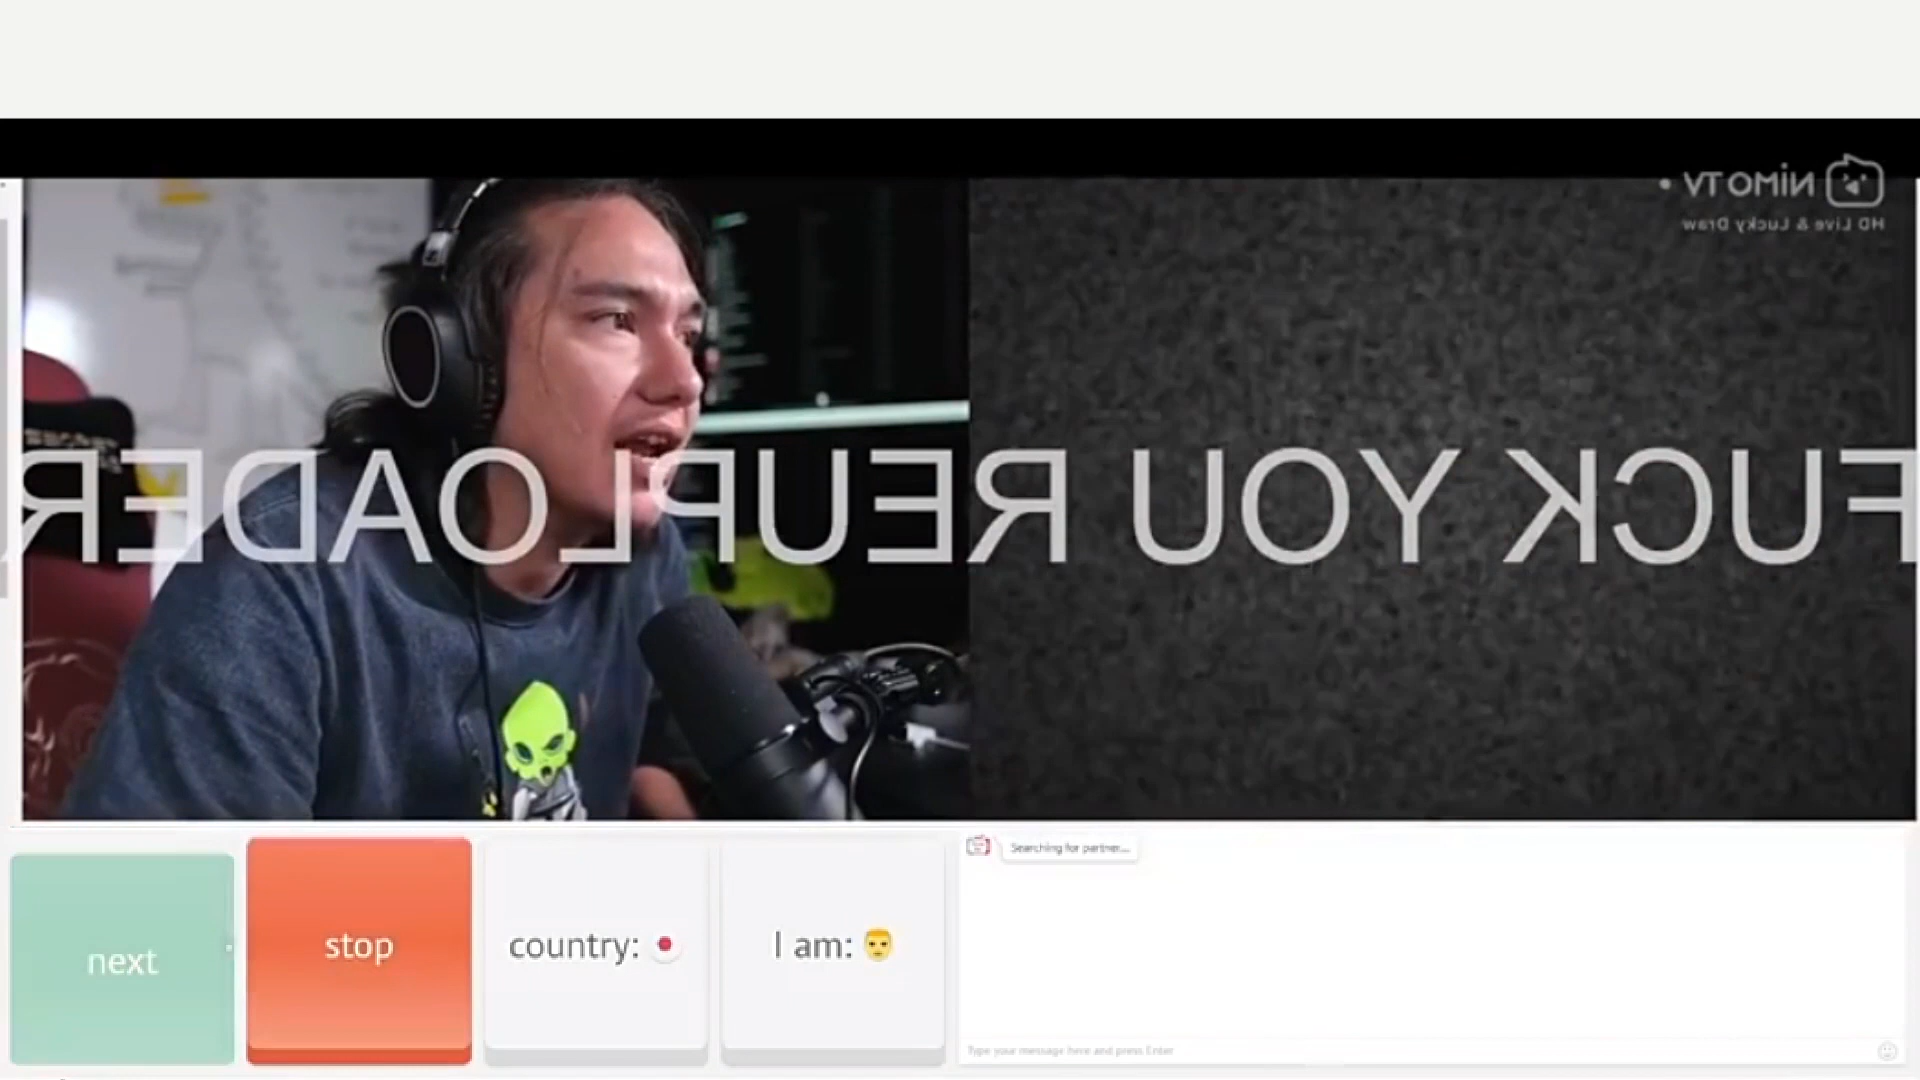 NIMO TV
HD Live & Lucky Draw
FUCK YOU REUPLOADER
next
stop
country:
I am:
Searching for partner...
Type your message here and press Enter